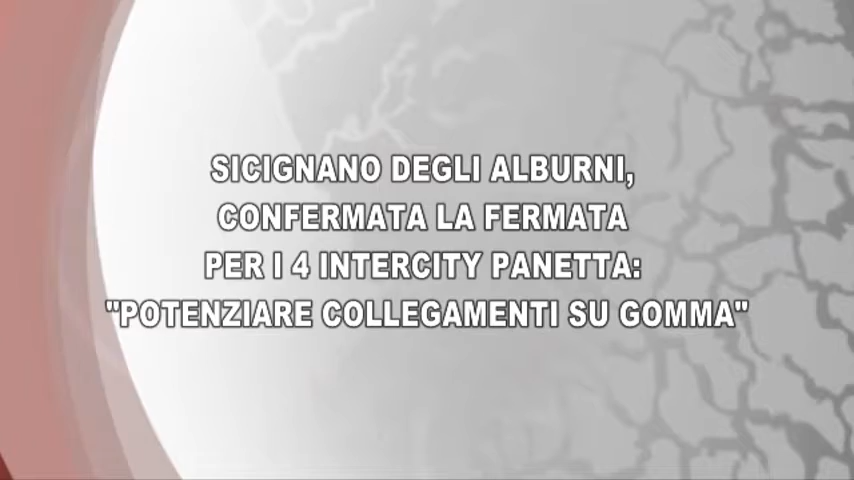 SICIGNANO DEGLI ALBURNI,
CONFERMATA LA FERMATA
PER I 4 INTERCITY PANETTA:
"POTENZIARE COLLEGAMENTI SU GOMMA"